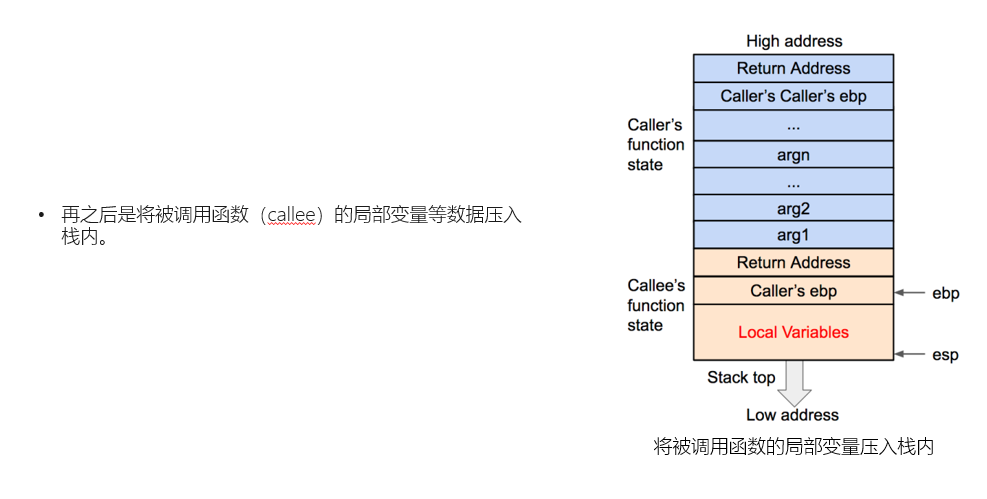 • 再之后是将被调用函数（callee）的局部变量等数据压入
栈内。
High address
Return Address
Caller's Caller's ebp
...
Caller's
function
state
argn
...
arg2
arg1
Return Address
Callee's
function
state
Caller's ebp
ebp
Local Variables
esp
Stack top
Low address
将被调用函数的局部变量压入栈内